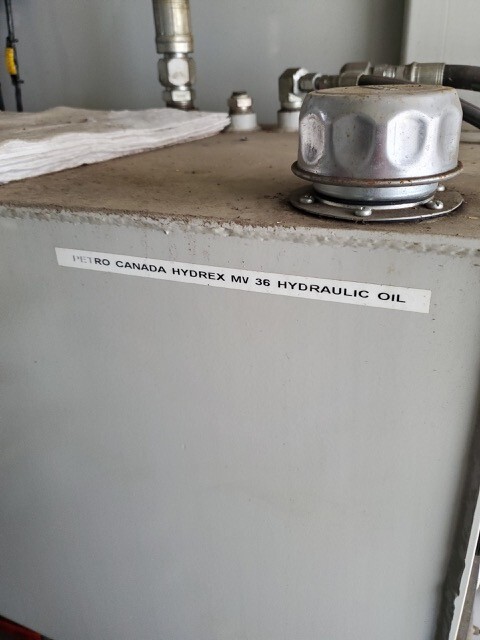 PETRO CANADA HYDREX MV 36 HYDRAULIC OIL